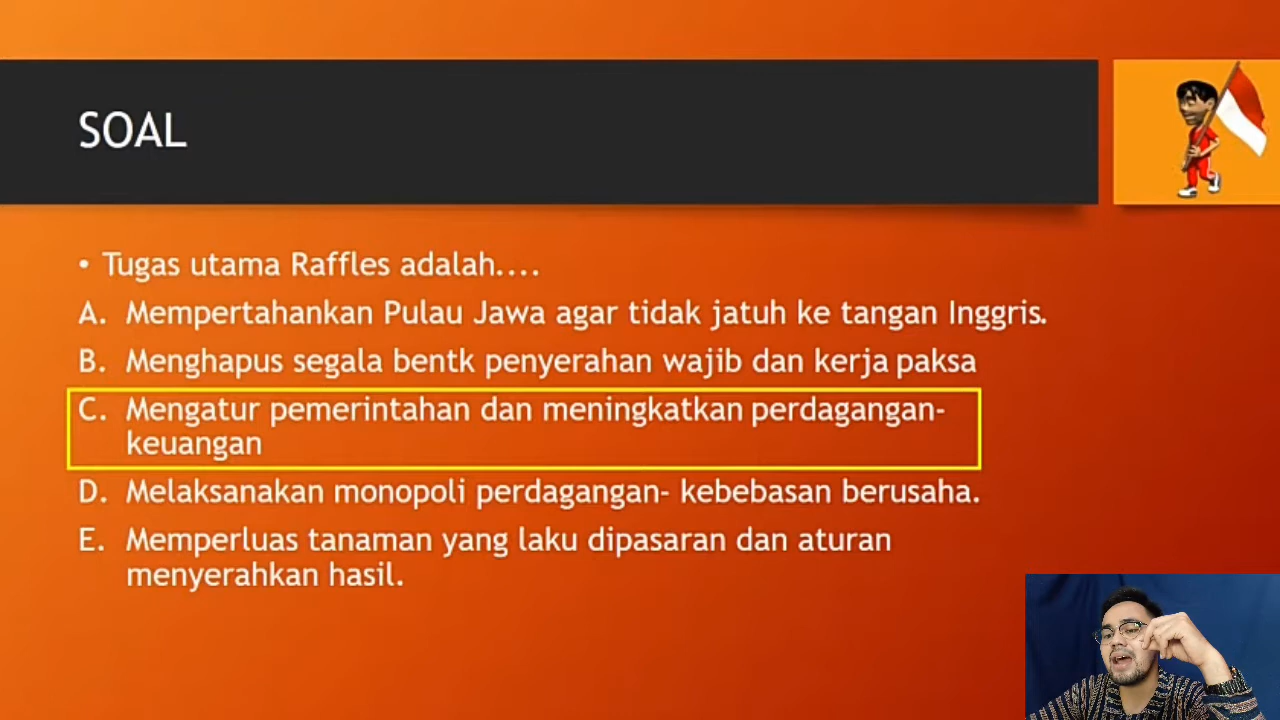 SOAL
• Tugas utama Raffles adalah....
A. Mempertahankan Pulau Jawa agar tidak jatuh ke tangan Inggris.
B. Menghapus segala bentk penyerahan wajib dan kerja paksa
C. Mengatur pemerintahan dan meningkatkan perdagangan-
keuangan
D. Melaksanakan monopoli perdagangan- kebebasan berusaha.
E. Memperluas tanaman yang laku dipasaran dan aturan
menyerahkan hasil.